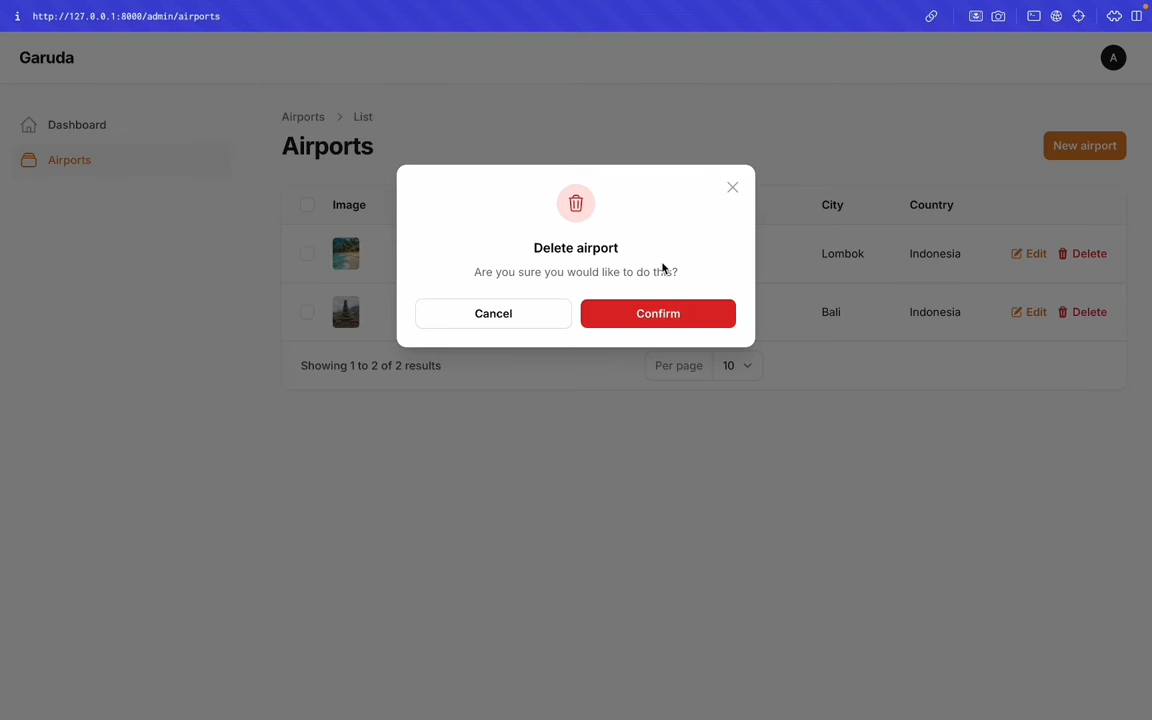 i http://127.0.0.1:8000/admin/airports
Garuda
A
Dashboard
Airports
Airports > List
Airports
New airport
Image
City
Country
Lombok
Indonesia
Edit
Delete
Bali
Indonesia
Edit
Delete
Showing 1 to 2 of 2 results
Per page
10
Delete airport
Are you sure you would like to do this?
Cancel
Confirm